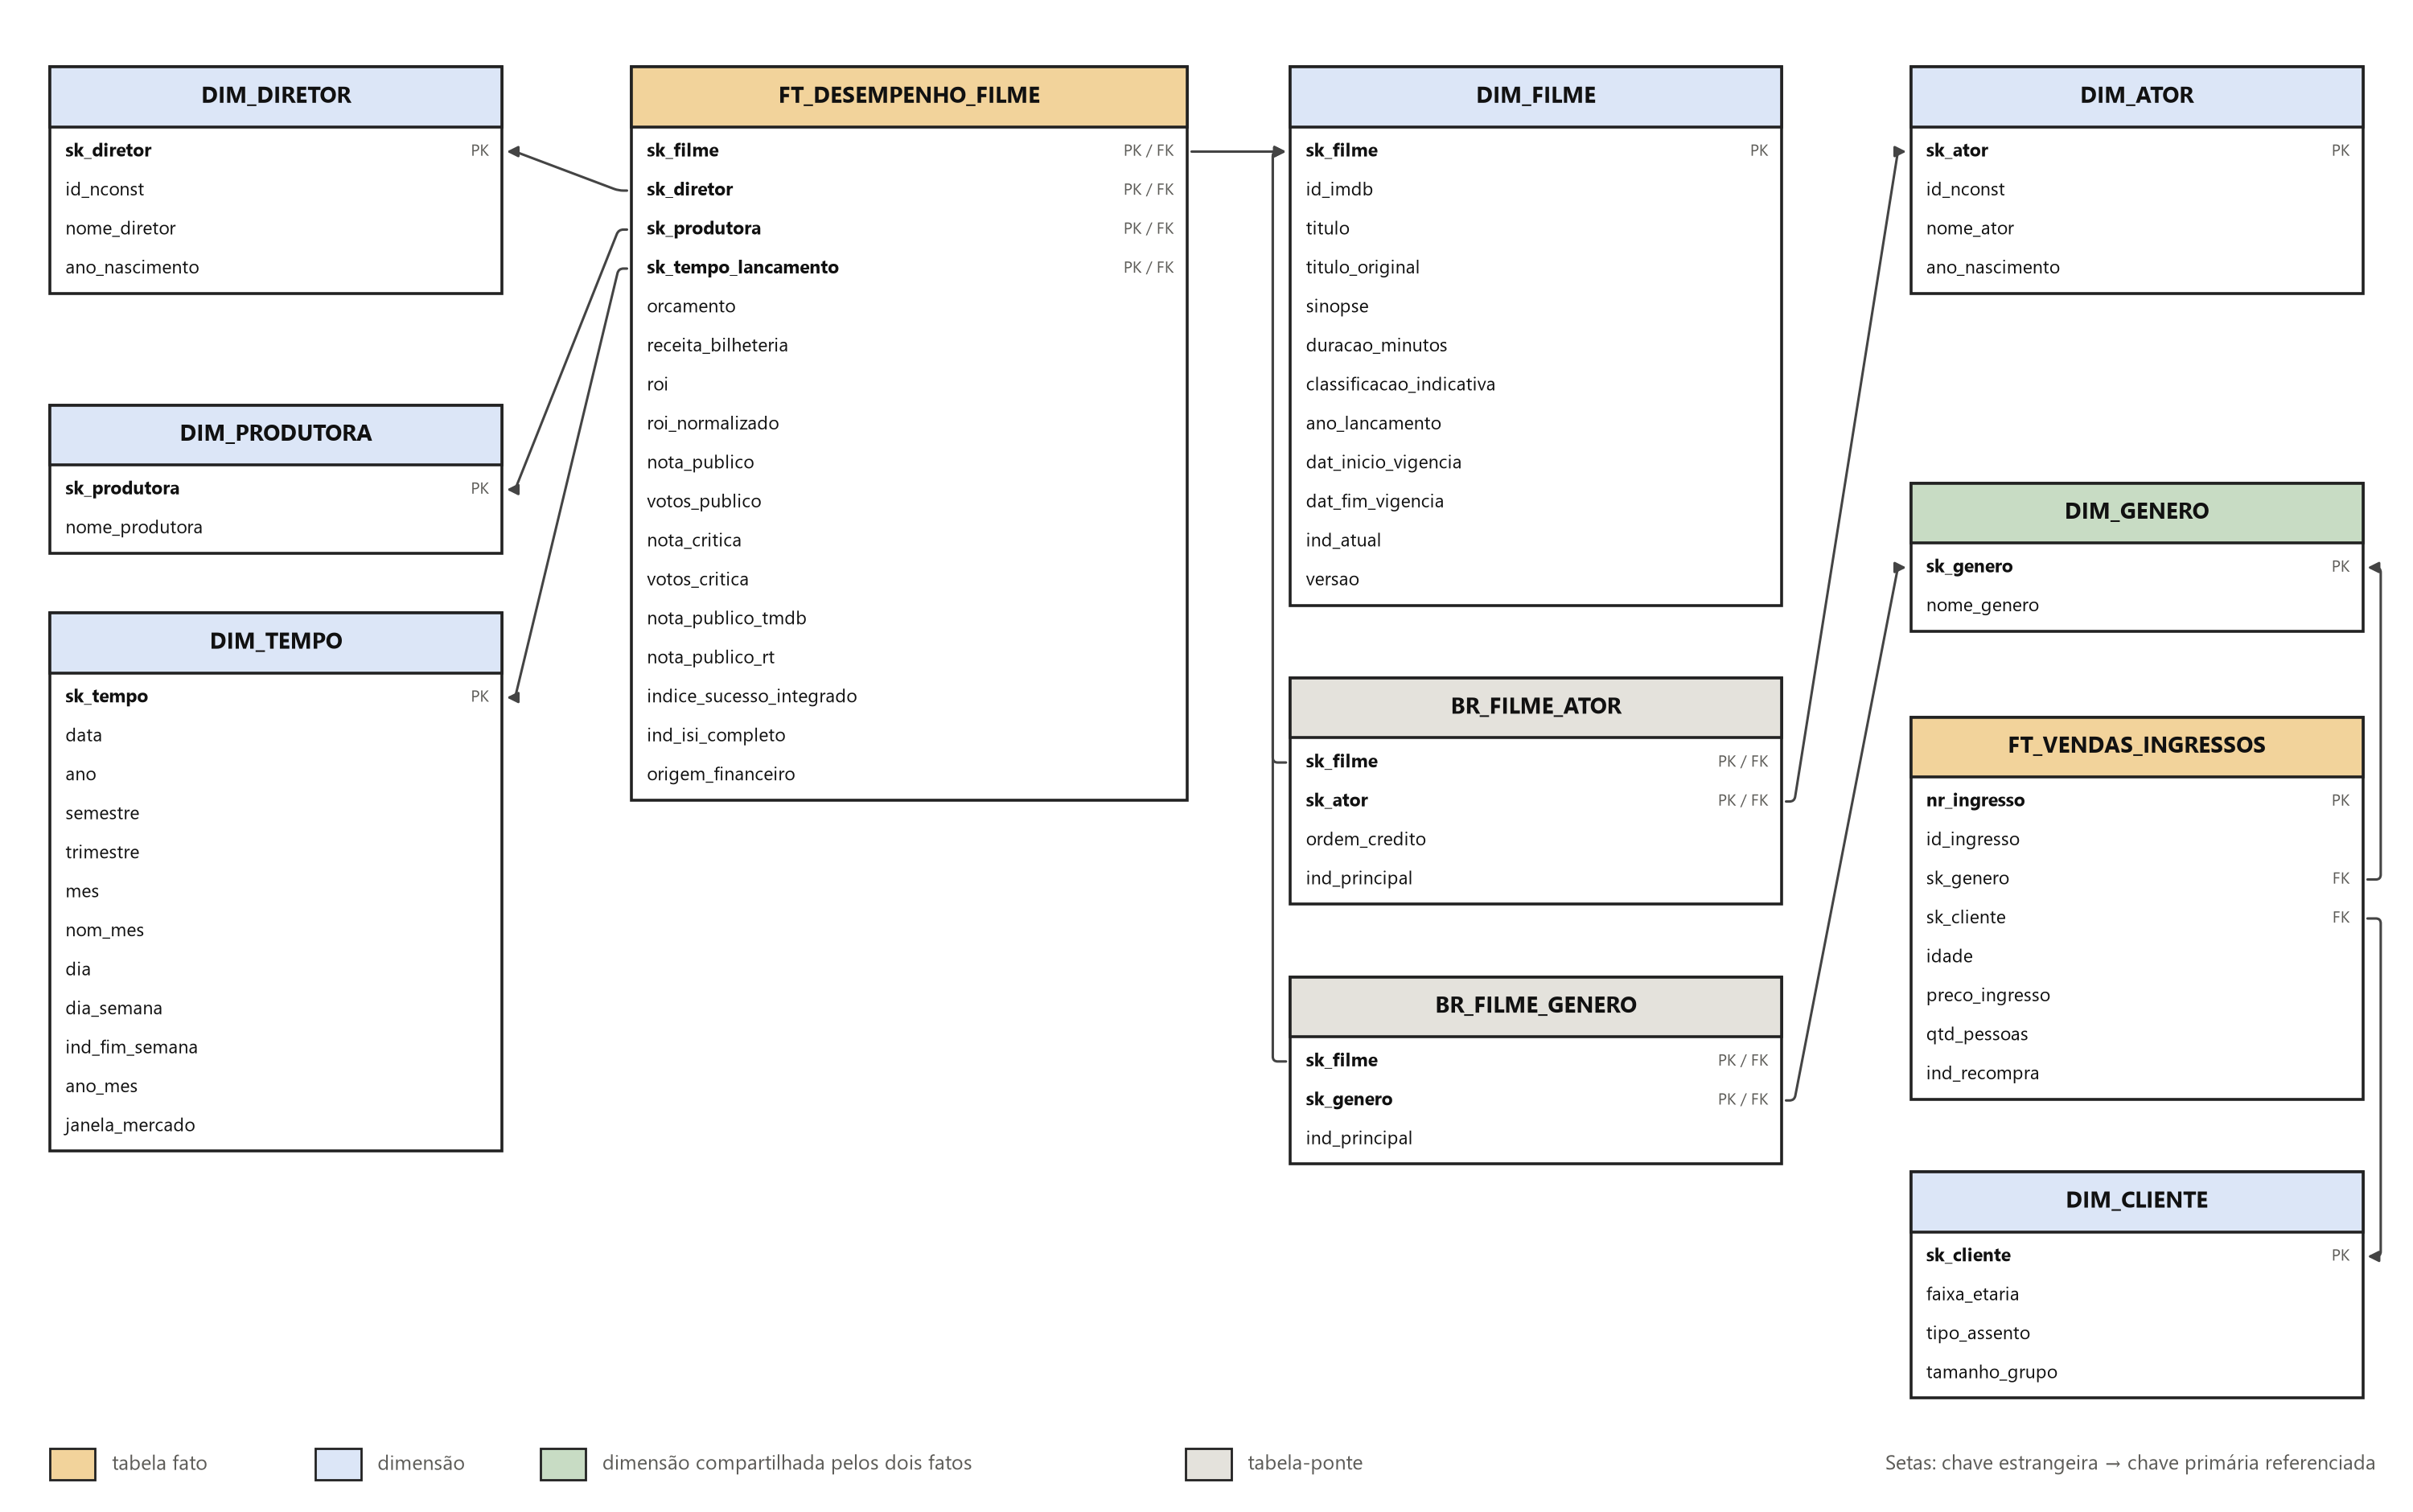 DIM_DIRETOR
sk_diretor PK
id_nconst
nome_diretor
ano_nascimento
DIM_PRODUTORA
sk_produtora PK
nome_produtora
DIM_TEMPO
sk_tempo PK
data
ano
semestre
trimestre
mes
nom_mes
dia
dia_semana
ind_fim_semana
ano_mes
janela_mercado
FT_DESEMPENHO_FILME
sk_filme PK / FK
sk_diretor PK / FK
sk_produtora PK / FK
sk_tempo_lancamento PK / FK
orcamento
receita_bilheteria
roi
roi_normalizado
nota_publico
votos_publico
nota_critica
votos_critica
nota_publico_tmdb
nota_publico_rt
indice_sucesso_integrado
ind_isi_completo
origem_financeiro
DIM_FILME
sk_filme PK
id_imdb
titulo
titulo_original
sinopse
duracao_minutos
classificacao_indicativa
ano_lancamento
dat_inicio_vigencia
dat_fim_vigencia
ind_atual
versao
BR_FILME_ATOR
sk_filme PK / FK
sk_ator PK / FK
ordem_credito
ind_principal
BR_FILME_GENERO
sk_filme PK / FK
sk_genero PK / FK
ind_principal
DIM_ATOR
sk_ator PK
id_nconst
nome_ator
ano_nascimento
DIM_GENERO
sk_genero PK
nome_genero
FT_VENDAS_INGRESSOS
nr_ingresso PK
id_ingresso
sk_genero FK
sk_cliente FK
idade
preco_ingresso
qtd_pessoas
ind_recompra
DIM_CLIENTE
sk_cliente PK
faixa_etaria
tipo_assento
tamanho_grupo
tabela fato
dimensão
dimensão compartilhada pelos dois fatos
tabela-ponte
Setas: chave estrangeira → chave primária referenciada